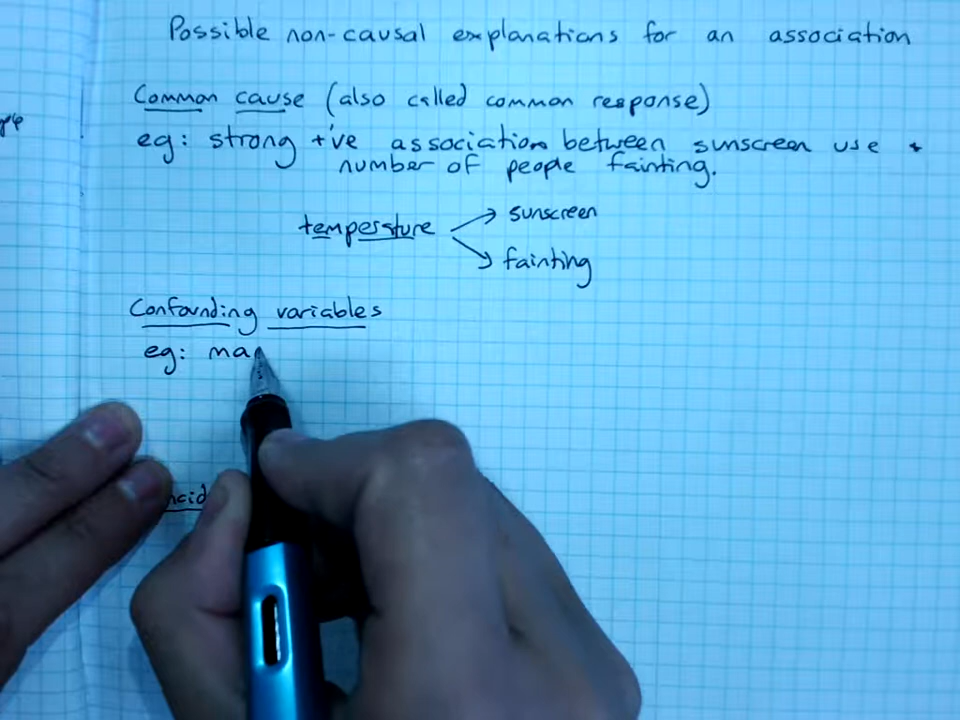 Possible non-causal explanations for an association
Common cause (also called common response)
eg: strong +'ve association between sunscreen use +
number of people fainting.
temperature
sunscreen
fainting
Confounding variables
eg: ma